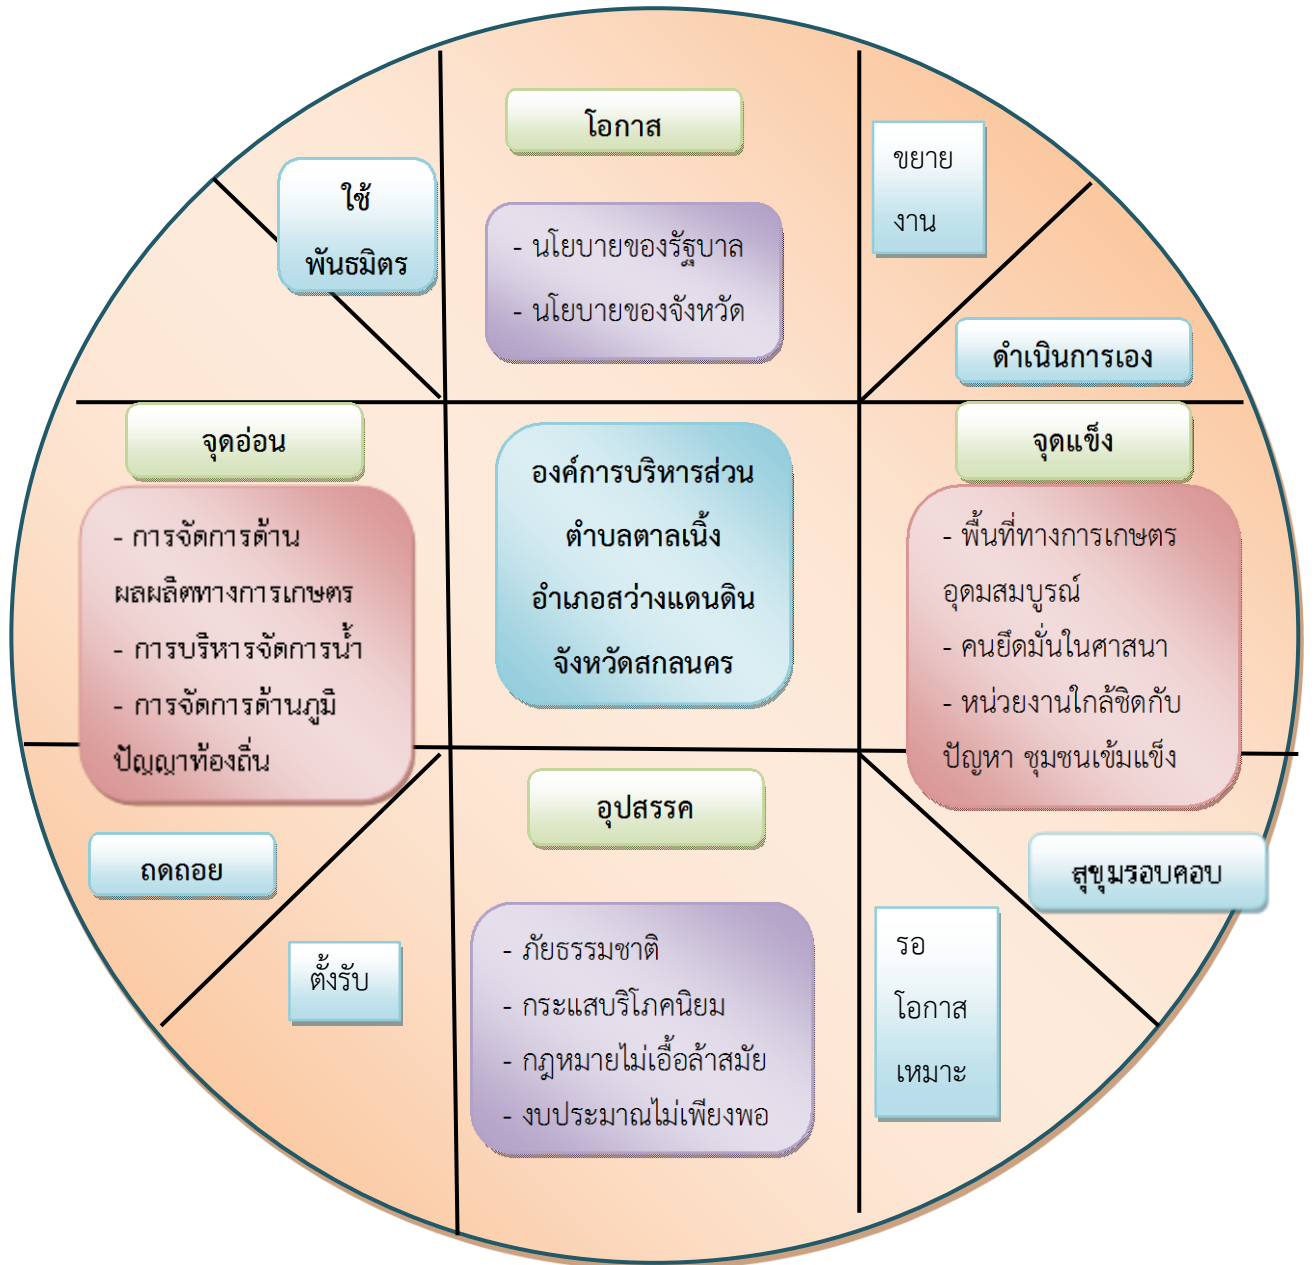 โอกาส
- นโยบายของรัฐบาล
- นโยบายของจังหวัด
ใช้
พันธมิตร
ขยาย
งาน
ดำเนินการเอง
จุดอ่อน
- การจัดการด้าน
ผลผลิตทางการเกษตร
- การบริหารจัดการน้ำ
- การจัดการด้านภูมิ
ปัญญาท้องถิ่น
องค์การบริหารส่วน
ตำบลตาลเนิ้ง
อำเภอสว่างแดนดิน
จังหวัดสกลนคร
จุดแข็ง
- พื้นที่ทางการเกษตร
อุดมสมบูรณ์
- คนยึดมั่นในศาสนา
- หน่วยงานใกล้ชิดกับ
ปัญหา ชุมชนเข้มแข็ง
ถดถอย
ตั้งรับ
อุปสรรค
- ภัยธรรมชาติ
- กระแสบริโภคนิยม
- กฎหมายไม่เอื้อล้าสมัย
- งบประมาณไม่เพียงพอ
สุขุมรอบคอบ
รอ
โอกาส
เหมาะ